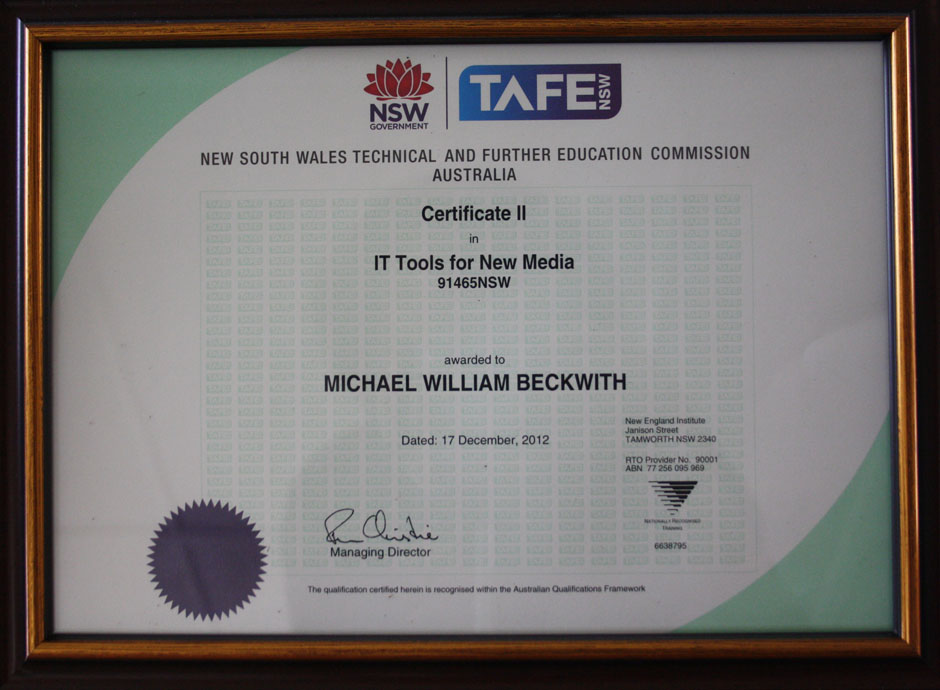 NSW
GOVERNMENT
TAFE NSW
NEW SOUTH WALES TECHNICAL AND FURTHER EDUCATION COMMISSION
AUSTRALIA
Certificate II
in
IT Tools for New Media
91465NSW
awarded to
MICHAEL WILLIAM BECKWITH
Dated: 17 December, 2012
New England Institute
Janison Street
TAMWORTH NSW 2340
RTO Provider No. 90001
ABN 77 256 095 969
NATIONALLY RECOGNISED
TRAINING
6638795
Managing Director
The qualification certified herein is recognised within the Australian Qualifications Framework